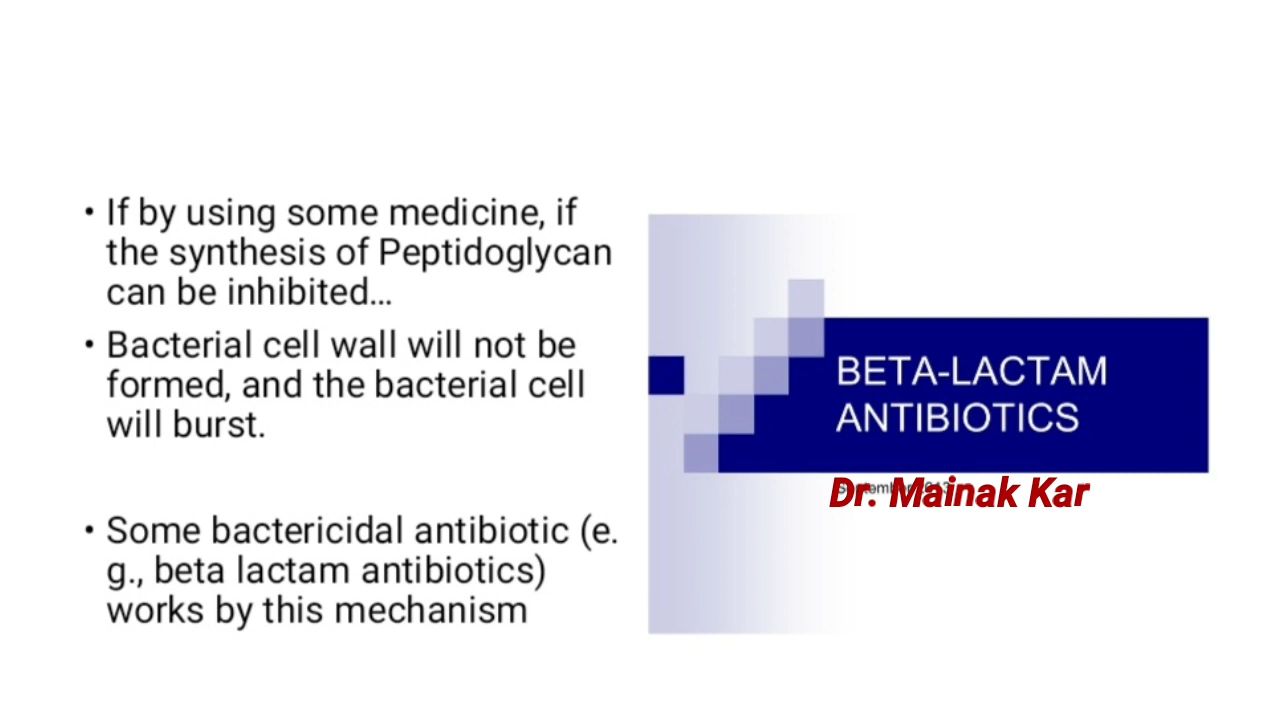 • If by using some medicine, if
the synthesis of Peptidoglycan
can be inhibited...
• Bacterial cell wall will not be
formed, and the bacterial cell
will burst.
• Some bactericidal antibiotic (e.
g., beta lactam antibiotics)
works by this mechanism
BETA-LACTAM
ANTIBIOTICS
Dr. Mainak Kar